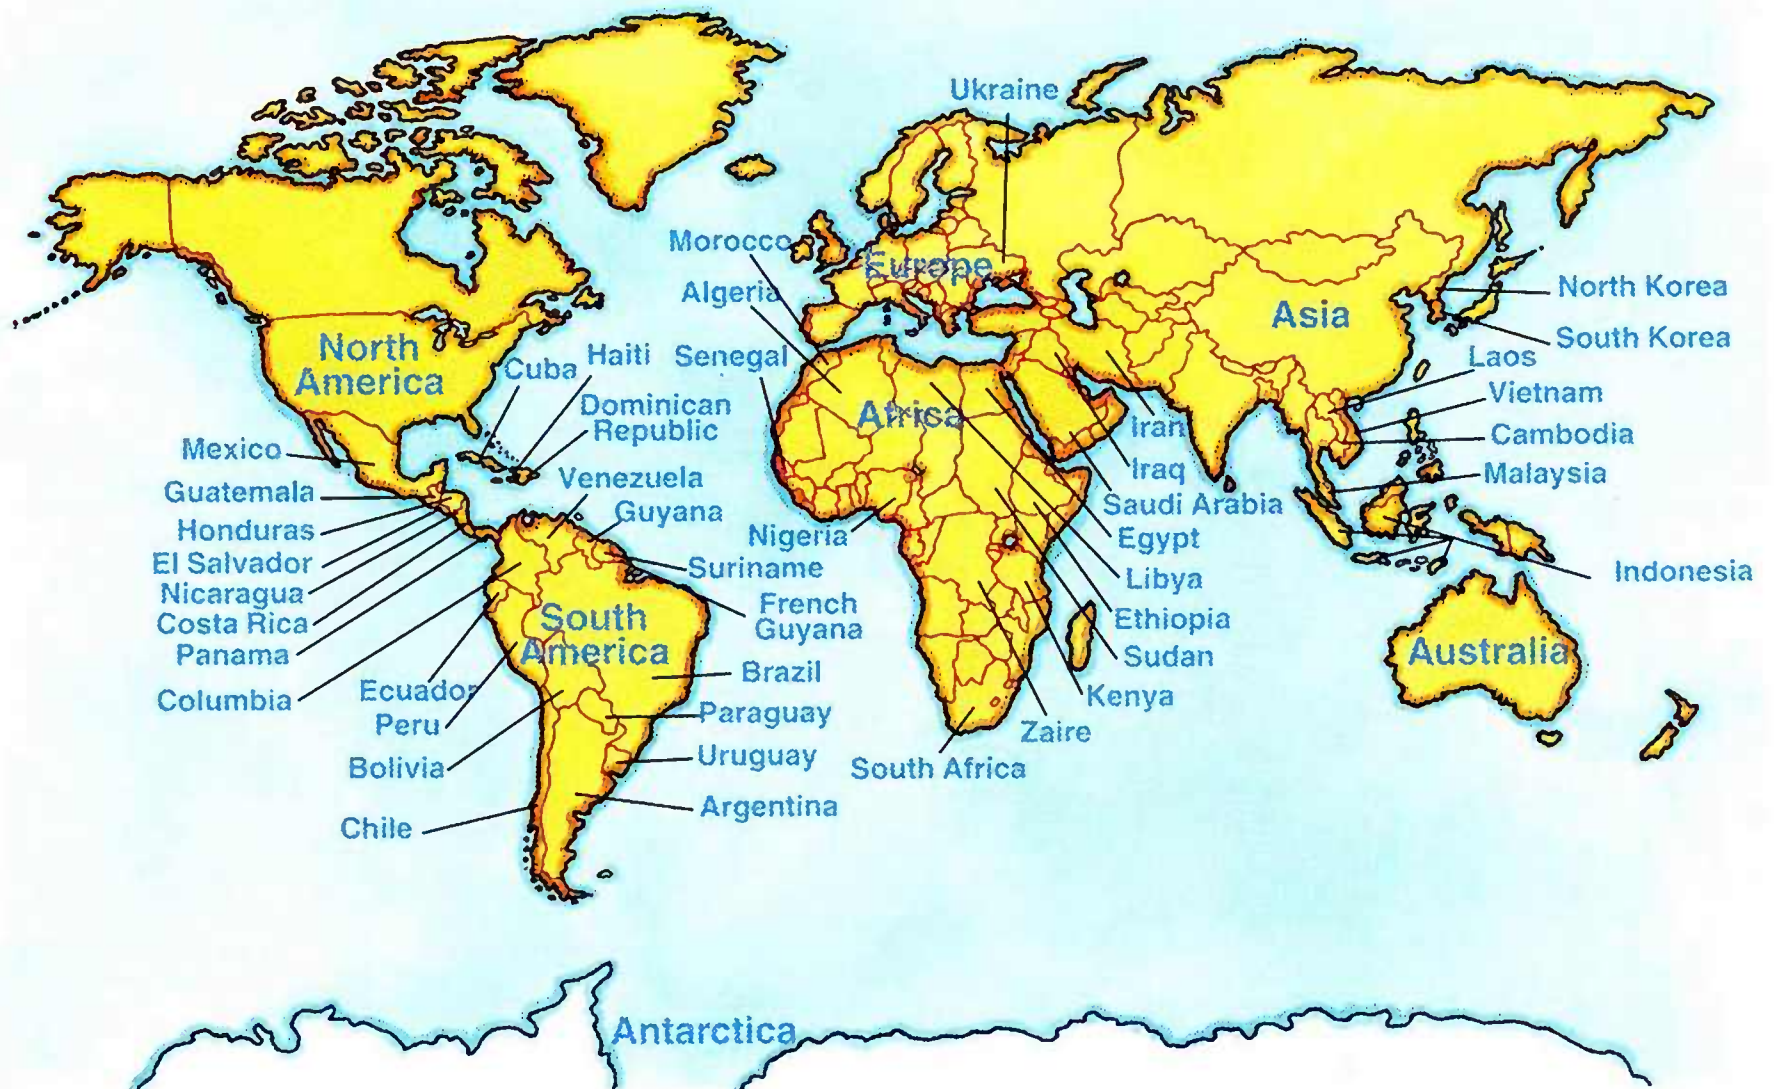 Ukraine
Morocco
Europe
Algeria
North Korea
Asia
South Korea
North
America
Cuba
Haiti
Senegal
Laos
Vietnam
Dominican
Republic
Africa
Iran
Cambodia
Mexico
Iraq
Malaysia
Guatemala
Venezuela
Saudi Arabia
Guyana
Honduras
Nigeria
Egypt
El Salvador
Suriname
Libya
Indonesia
Nicaragua
French
Guyana
Costa Rica
South
America
Ethiopia
Panama
Sudan
Australia
Columbia
Ecuador
Brazil
Kenya
Peru
Paraguay
Zaire
Bolivia
Uruguay
South Africa
Chile
Argentina
Antarctica